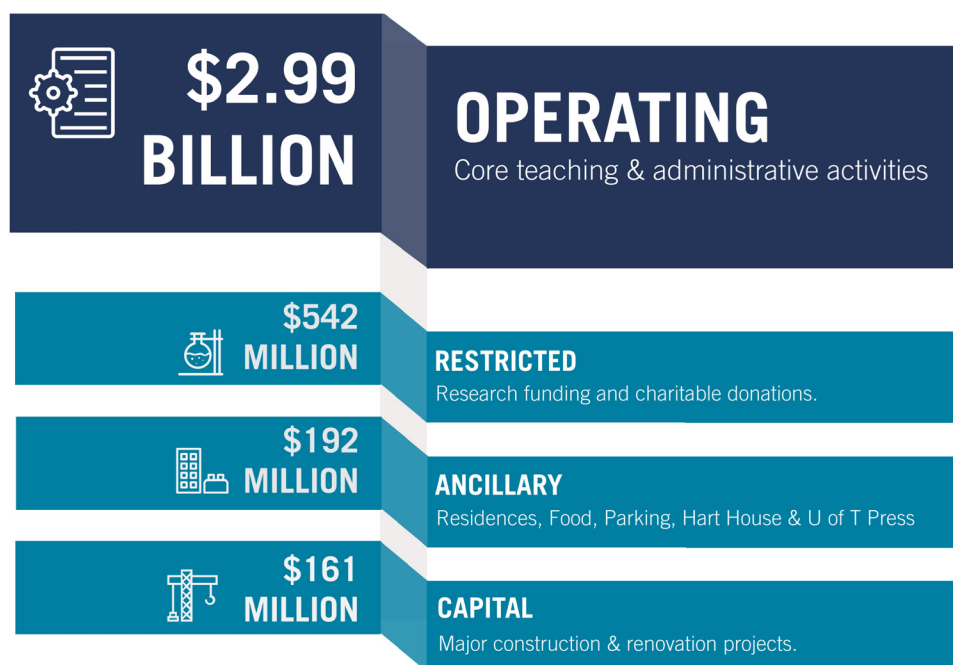 $2.99
BILLION
OPERATING
Core teaching & administrative activities
$542
MILLION
RESTRICTED
Research funding and charitable donations.
$192
MILLION
ANCILLARY
Residences, Food, Parking, Hart House & U of T Press
$161
MILLION
CAPITAL
Major construction & renovation projects.